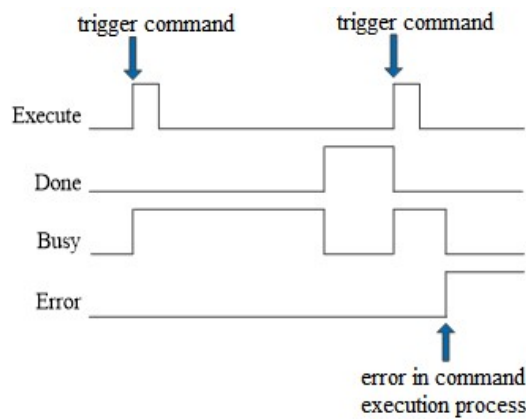 trigger command
trigger command
Execute
Done
Busy
Error
error in command
execution process